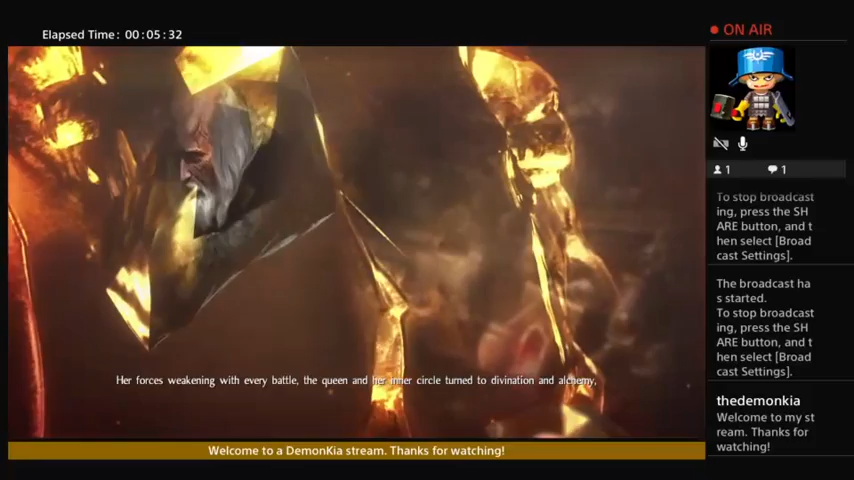 Elapsed Time: 00:05:32
ON AIR
1 1
To stop broadcast
ing, press the SH
ARE button, and t
hen select [Broad
cast Settings].
The broadcast ha
s started.
To stop broadcast
ing, press the SH
ARE button, and t
hen select [Broad
cast Settings].
thedemonkia
Welcome to my st
ream. Thanks for
watching!
Her forces weakening with every battle, the queen and her inner circle turned to divination and alchemy,
Welcome to a DemonKia stream. Thanks for watching!